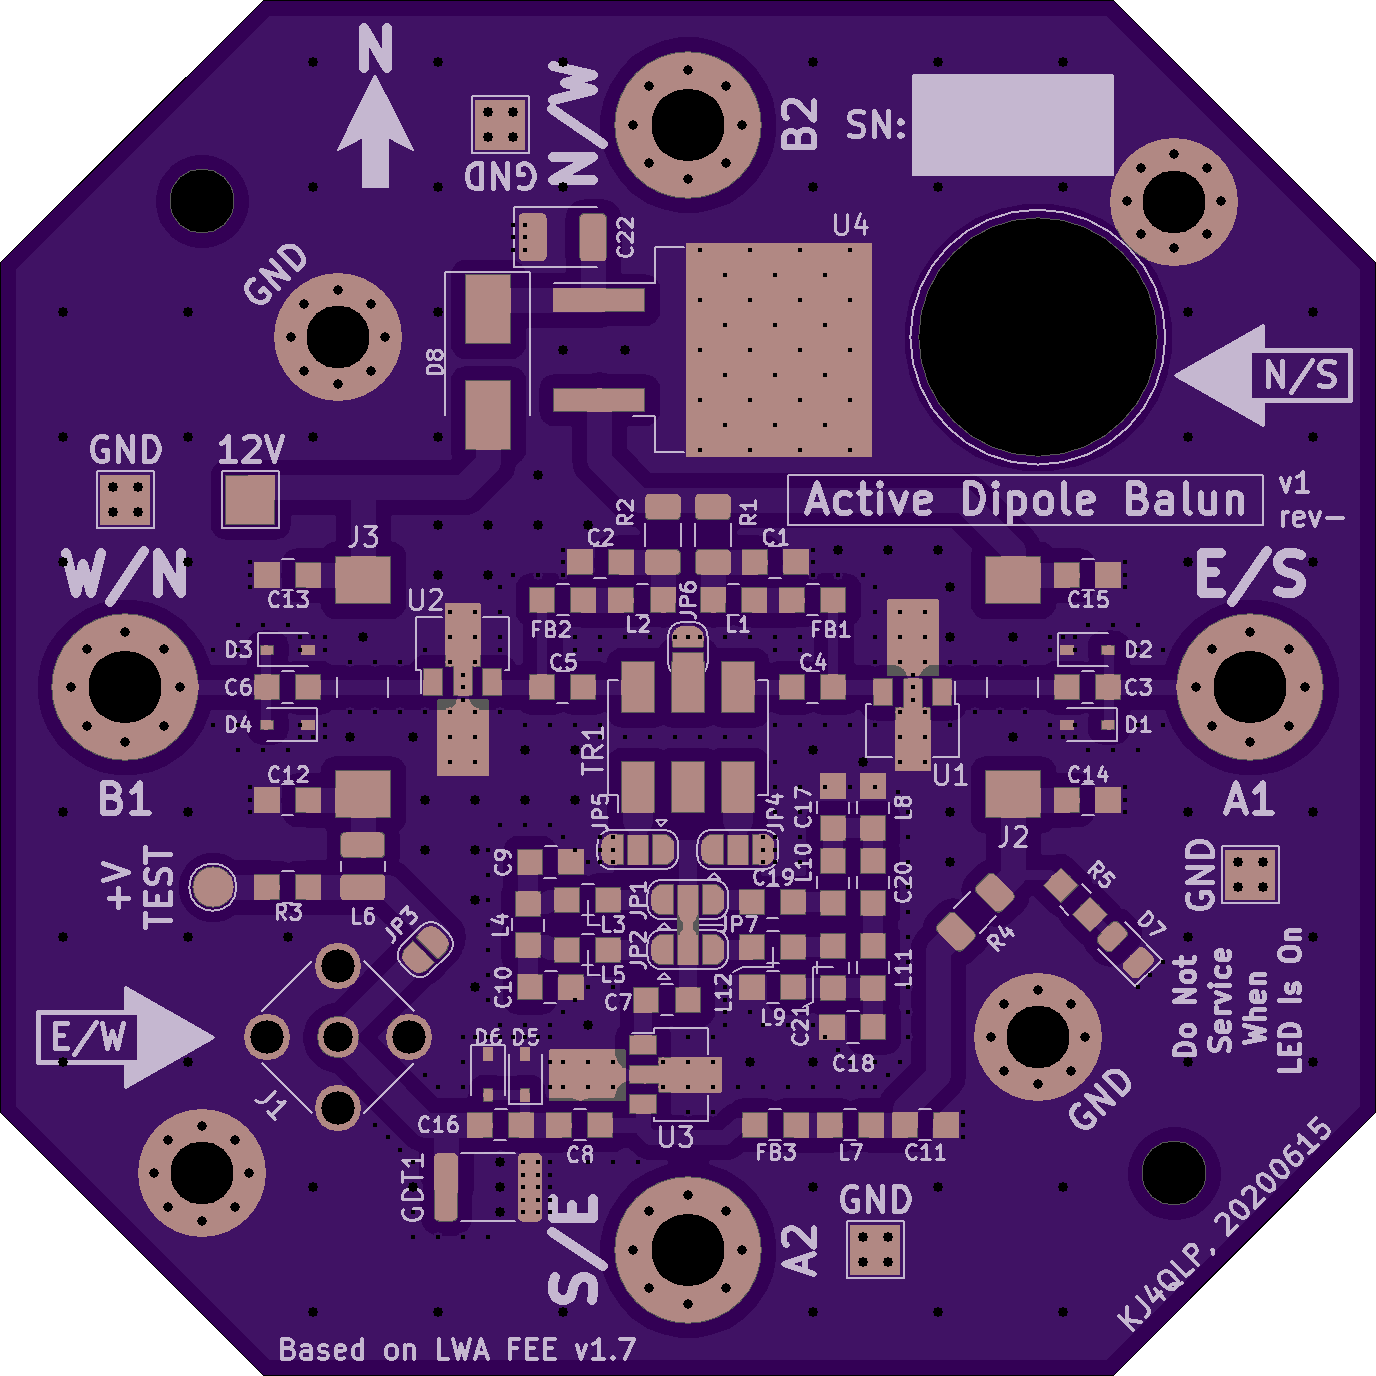 N
N/W
B2
SN:
GND
C22
U4
GND
D8
N/S
GND
12V
R2
R1
Active Dipole Balun
v1
rev-
J3
C2
C1
W/N
E/S
C13
U2
JP6
C15
FB2
L2
L1
FB1
D3
C5
C4
D2
C6
C3
D4
D1
TR1
U1
C12
C14
B1
JP5
JP4
C17
L8
A1
J2
+V
TEST
C9
L10
C19
C20
GND
R5
R3
L6
JP3
L4
L3
JP1
JP7
R4
D7
L5
JP2
L11
C10
C7
L12
L9
C21
Do Not
Service
When
LED Is On
E/W
D6
D5
C18
J1
GND
C16
C8
U3
FB3
L7
C11
GDT1
S/E
A2
GND
KJ4QLP, 20200615
Based on LWA FEE v1.7